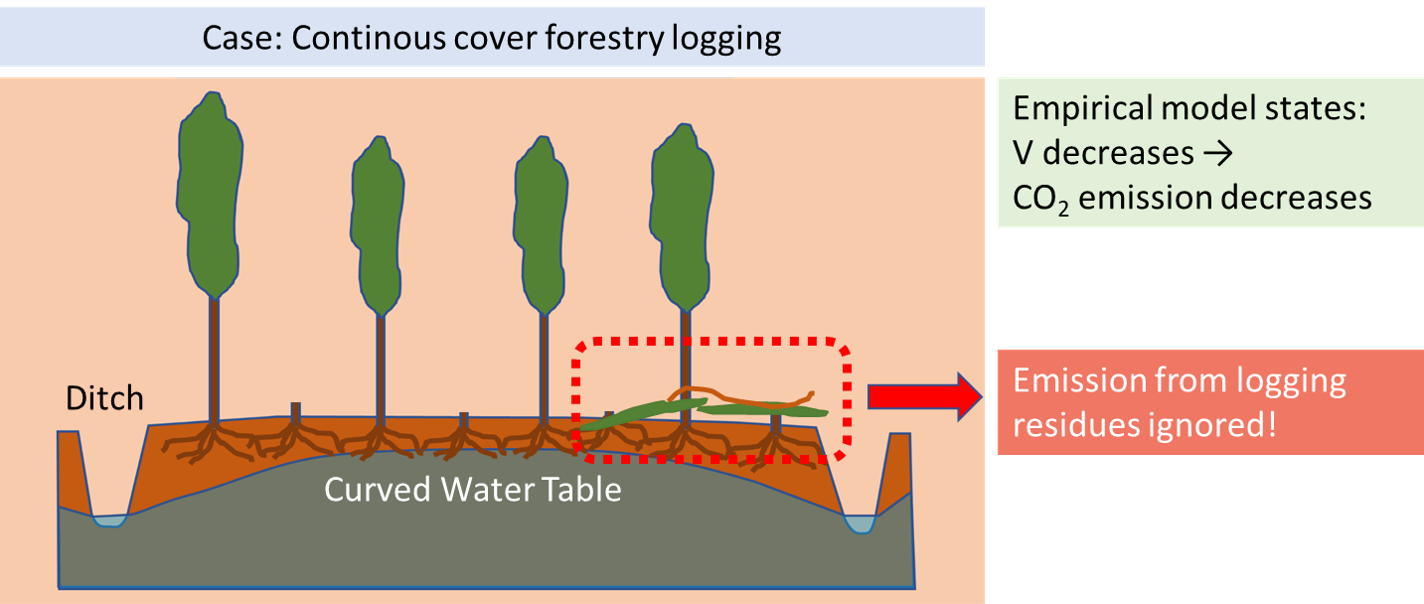 Case: Continous cover forestry logging
Empirical model states:
V decreases →
CO₂ emission decreases
Ditch
Emission from logging
residues ignored!
Curved Water Table